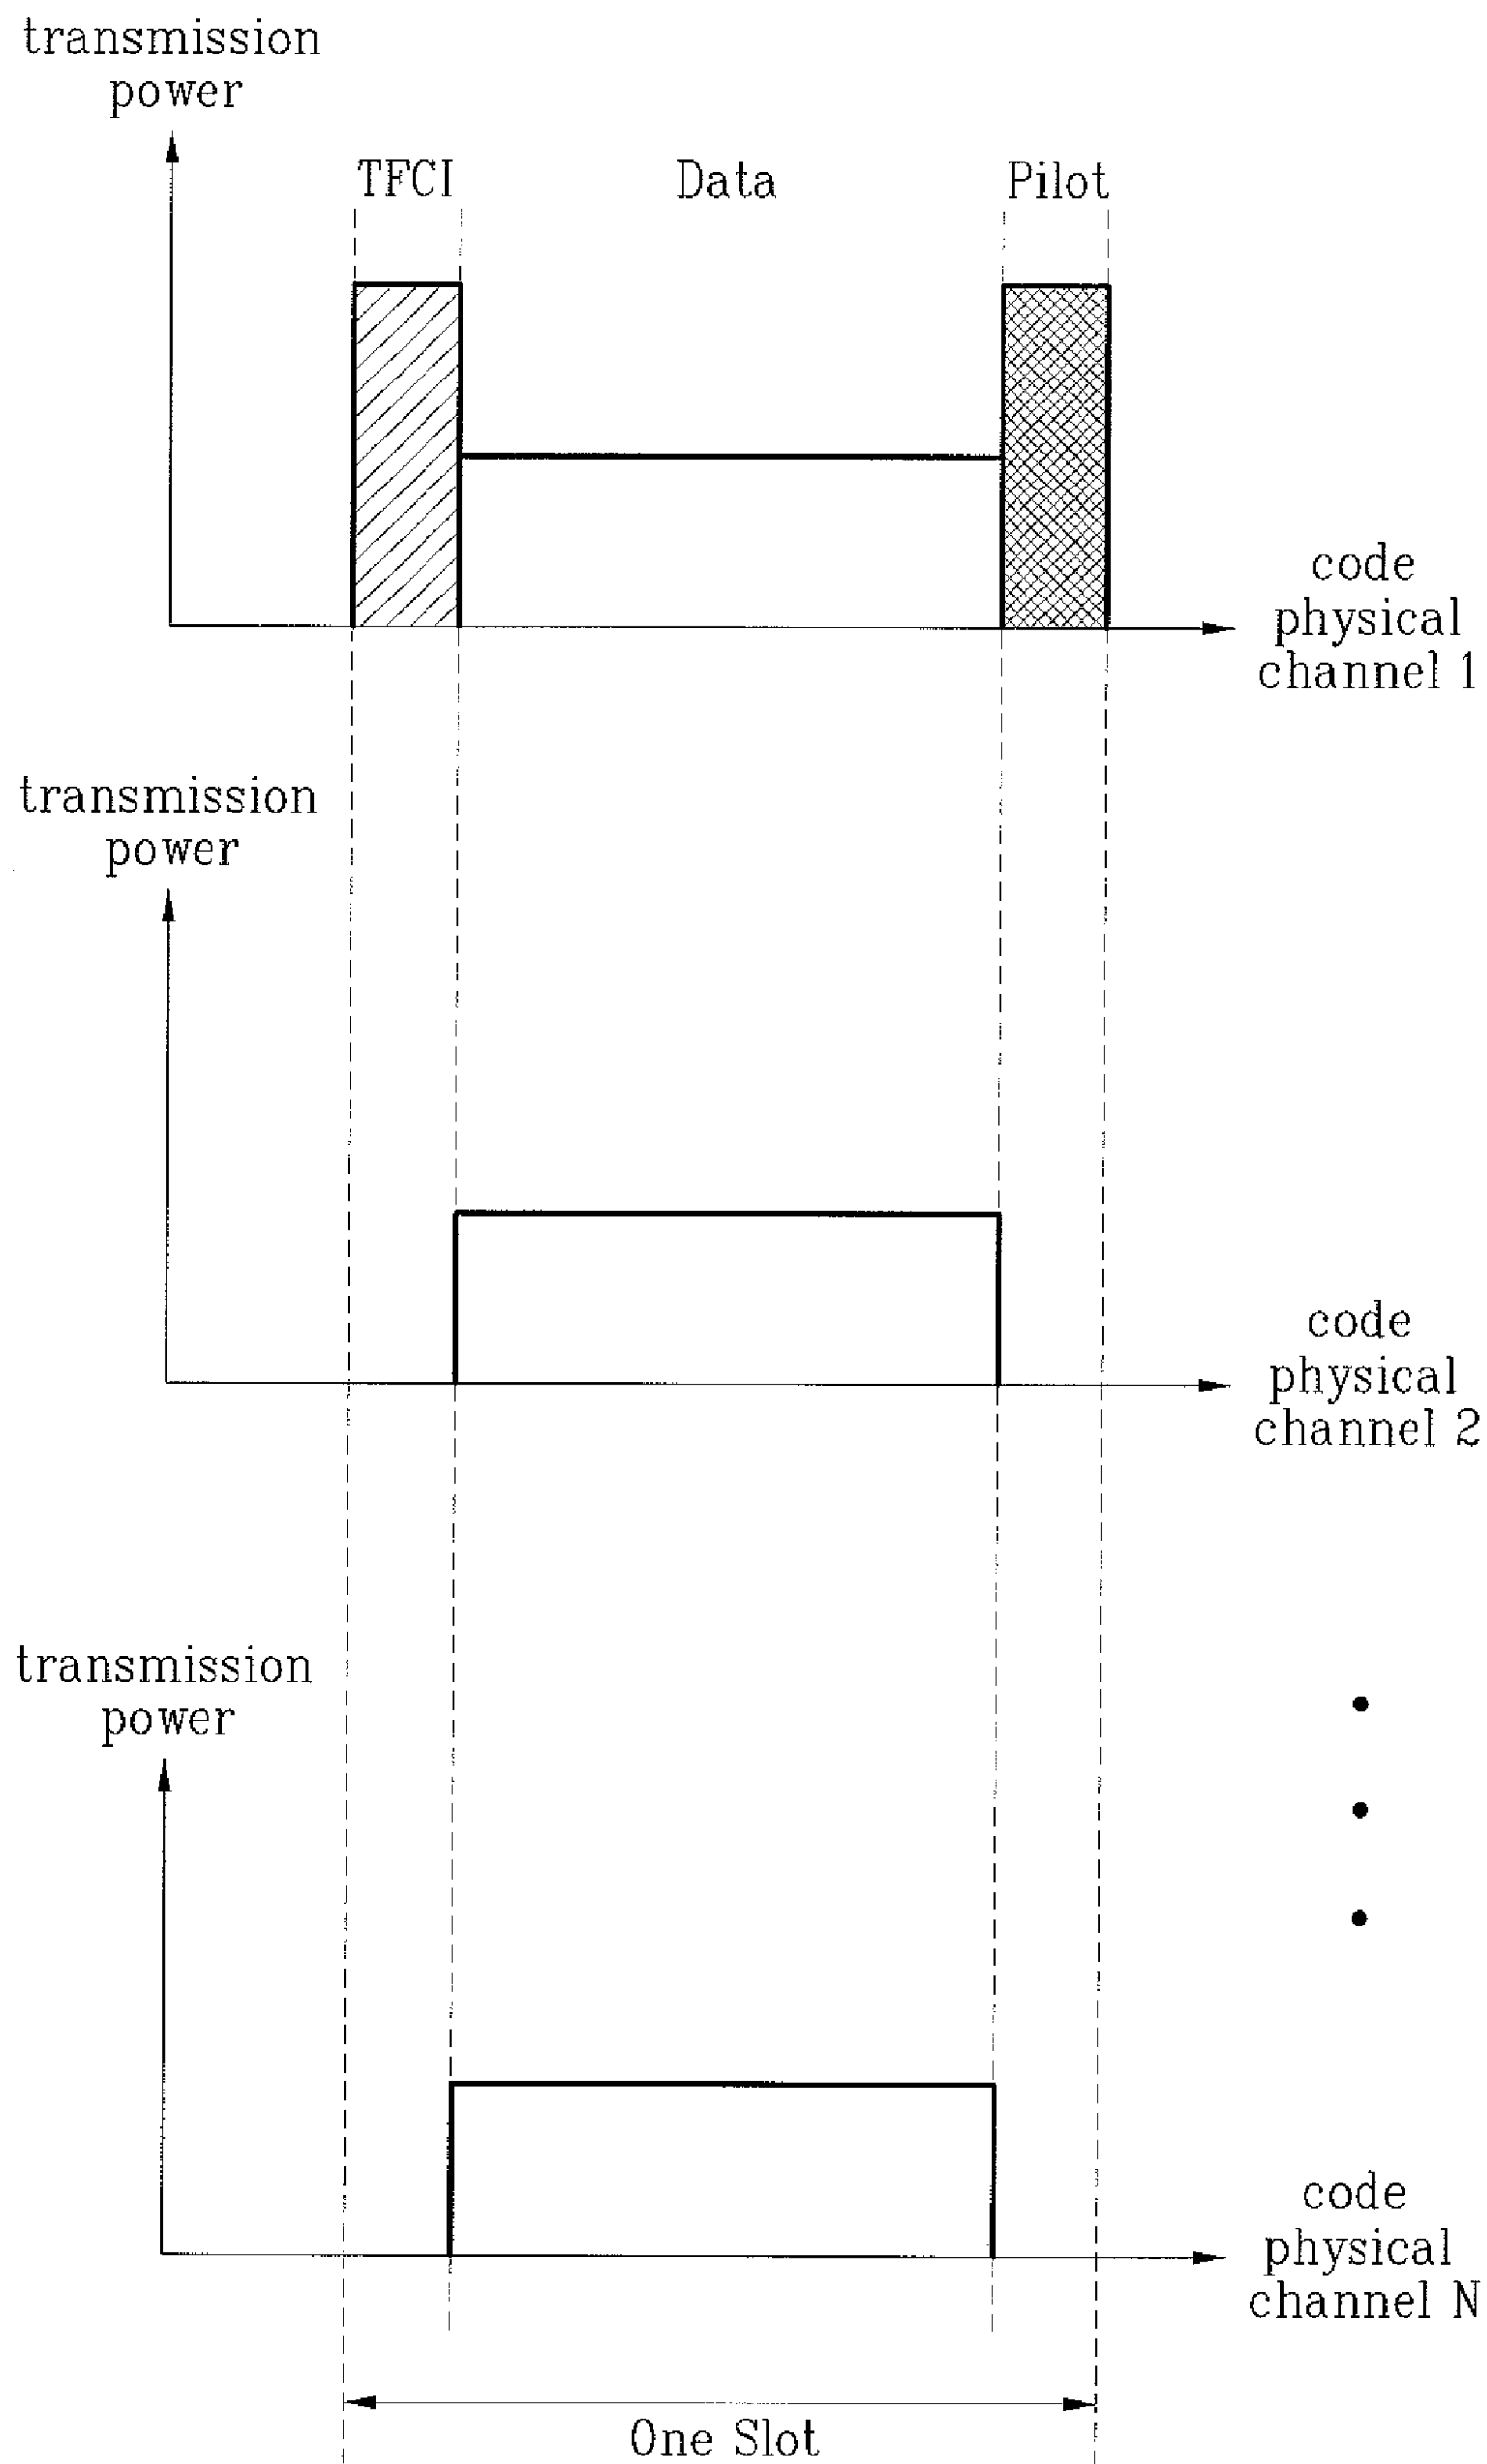 transmission
power
TFCI Data Pilot
code
physical
channel 1
transmission
power
code
physical
channel 2
transmission
power
code
physical
channel N
One Slot